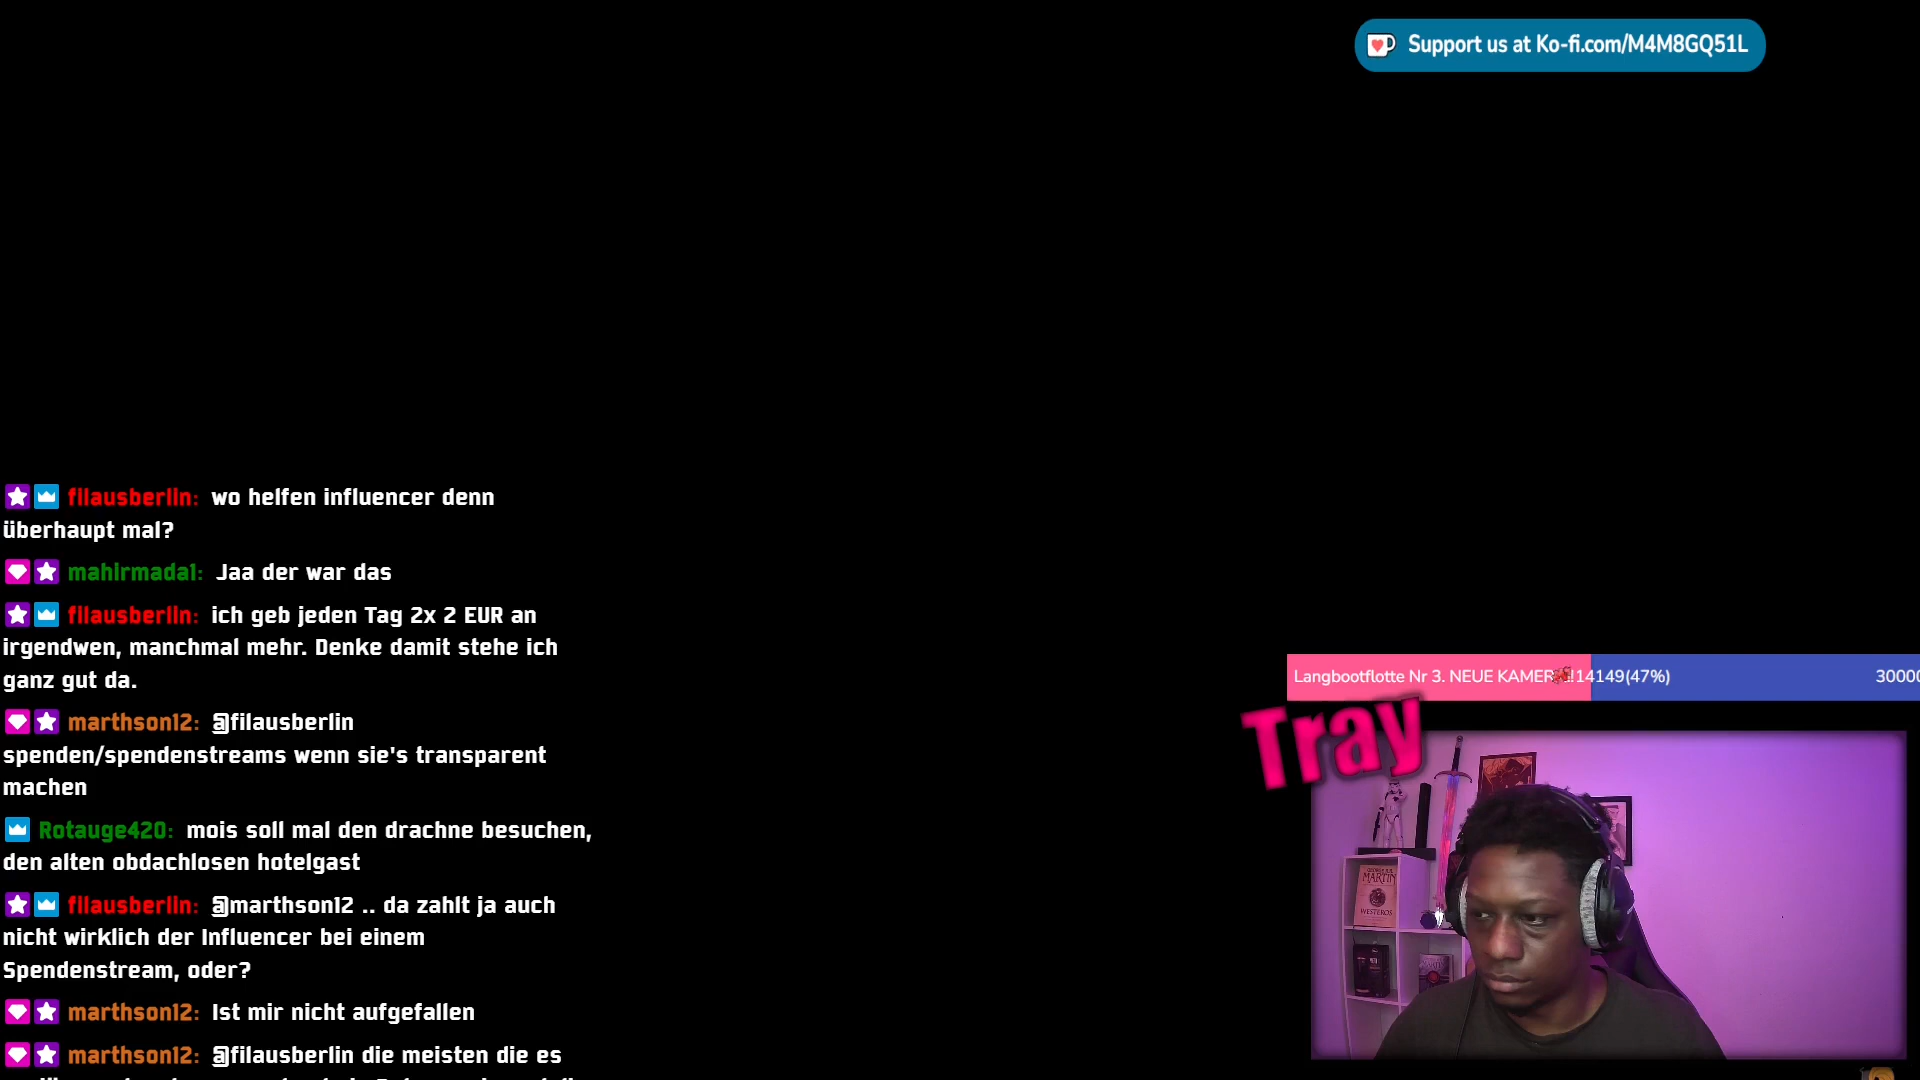 Support us at Ko-fi.com/M4M8GQ51L
filausberlin: wo helfen influencer denn
überhaupt mal?
mahirmada1: Jaa der war das
filausberlin: ich geb jeden Tag 2x 2 EUR an
irgendwen, manchmal mehr. Denke damit stehe ich
ganz gut da.
marthson12: @filausberlin
spenden/spendenstreams wenn sie's transparent
machen
Rotauge420: mois soll mal den drachne besuchen,
den alten obdachlosen hotelgast
filausberlin: @marthson12 .. da zahlt ja auch
nicht wirklich der Influencer bei einem
Spendenstream, oder?
marthson12: Ist mir nicht aufgefallen
marthson12: @filausberlin die meisten die es
Langbootflotte Nr 3. NEUE 14149(47%)
Tray
MARTIN
WESTEROS